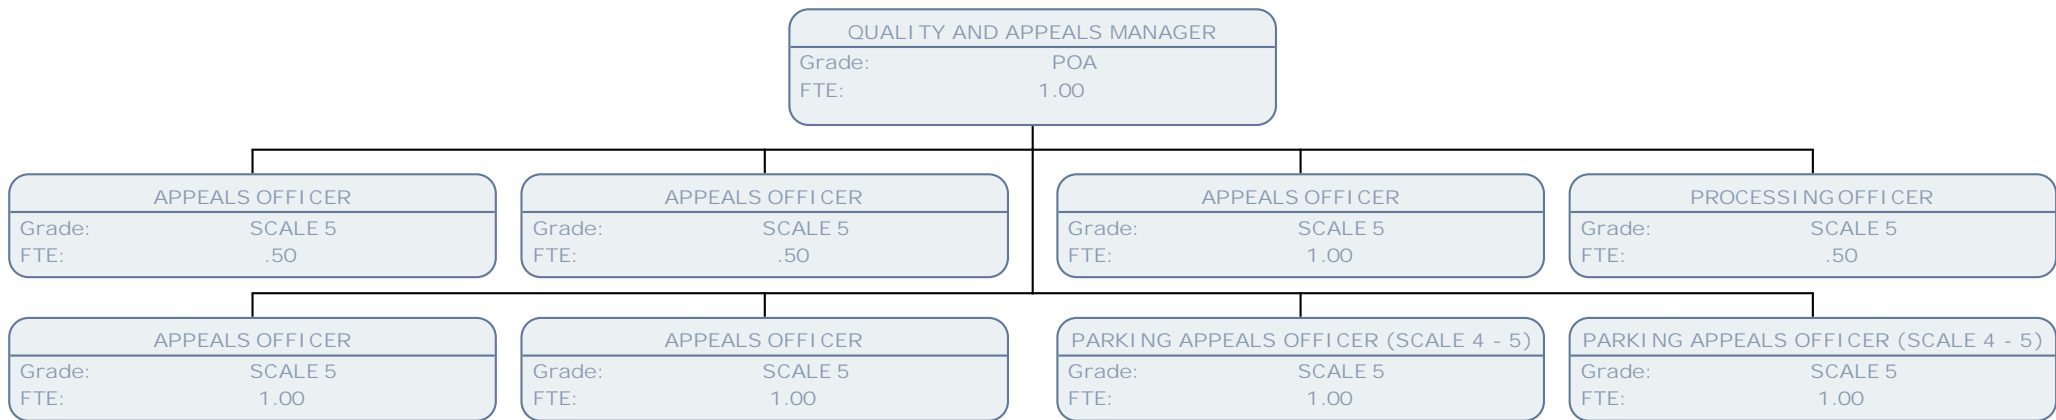 QUALITY AND APPEALS MANAGER
Grade: POA
FTE: 1.00
APPEALS OFFICER
Grade: SCALE 5
FTE: .50
APPEALS OFFICER
Grade: SCALE 5
FTE: .50
APPEALS OFFICER
Grade: SCALE 5
FTE: 1.00
PROCESSING OFFICER
Grade: SCALE 5
FTE: .50
APPEALS OFFICER
Grade: SCALE 5
FTE: 1.00
APPEALS OFFICER
Grade: SCALE 5
FTE: 1.00
PARKING APPEALS OFFICER (SCALE 4 - 5)
Grade: SCALE 5
FTE: 1.00
PARKING APPEALS OFFICER (SCALE 4 - 5)
Grade: SCALE 5
FTE: 1.00